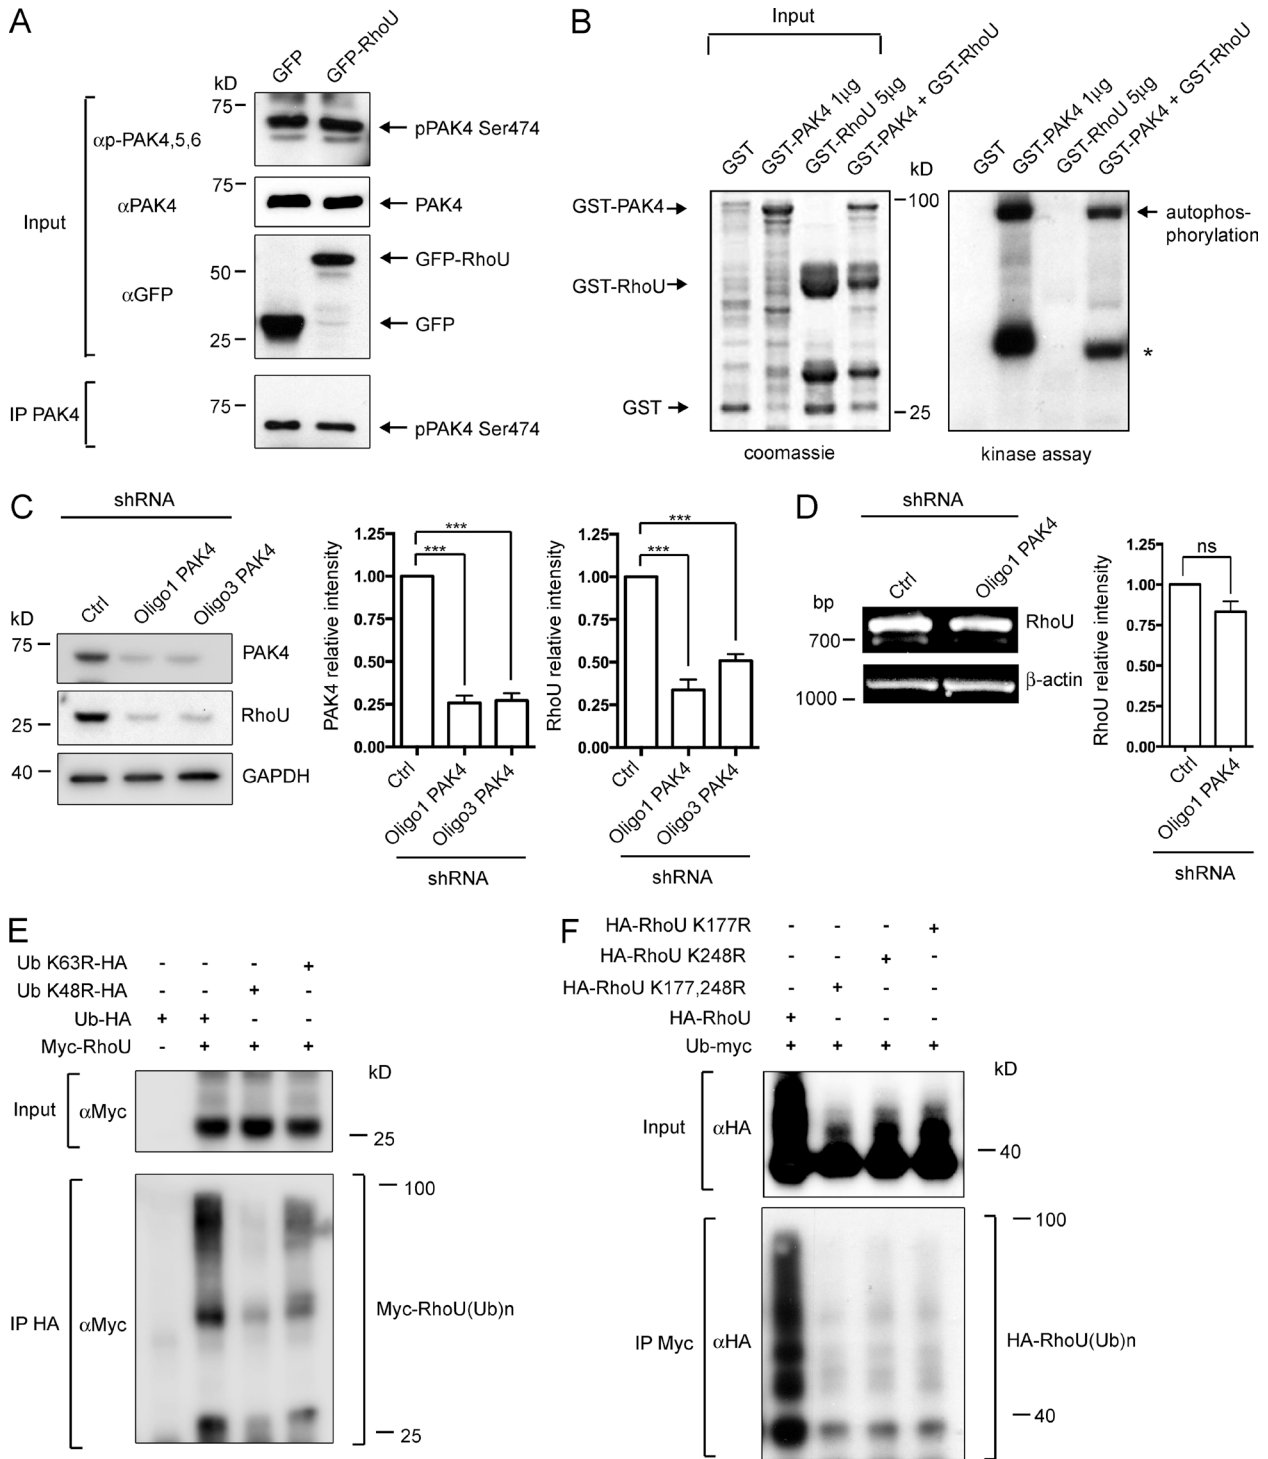 A
GFP
GFP-RhoU
kD
Input
αp-PAK4,5,6
75
pPAK4 Ser474
αPAK4
75
PAK4
αGFP
50
25
GFP-RhoU
GFP
IP PAK4
75
pPAK4 Ser474
B
Input
GST
GST-PAK4 1µg
GST-RhoU 5µg
GST-PAK4 + GST-RhoU
kD
GST
GST-PAK4 1µg
GST-RhoU 5µg
GST-PAK4 + GST-RhoU
GST-PAK4
GST-RhoU
GST
100
25
autophos-
phorylation
*
coomassie
kinase assay
C
shRNA
Ctrl
Oligo1 PAK4
Oligo3 PAK4
kD
75
PAK4
25
RhoU
40
GAPDH
PAK4 relative intensity
1.25
1.00
0.75
0.50
0.25
0.00
***
***
Ctrl
Oligo1 PAK4
Oligo3 PAK4
shRNA
RhoU relative intensity
1.25
1.00
0.75
0.50
0.25
0.00
***
***
Ctrl
Oligo1 PAK4
Oligo3 PAK4
shRNA
D
shRNA
Ctrl
Oligo1 PAK4
bp
700
RhoU
1000
β-actin
RhoU relative intensity
1.25
1.00
0.75
0.50
0.25
0.00
ns
Ctrl
Oligo1 PAK4
shRNA
E
Ub K63R-HA - - - +
Ub K48R-HA - - + -
Ub-HA + + - -
Myc-RhoU - + + +
kD
Input
αMyc
25
IP HA
αMyc
100
25
Myc-RhoU(Ub)n
F
HA-RhoU K177R - - - +
HA-RhoU K248R - - + -
HA-RhoU K177,248R - + - -
HA-RhoU + - - -
Ub-myc + + + +
kD
Input
αHA
40
IP Myc
αHA
100
40
HA-RhoU(Ub)n